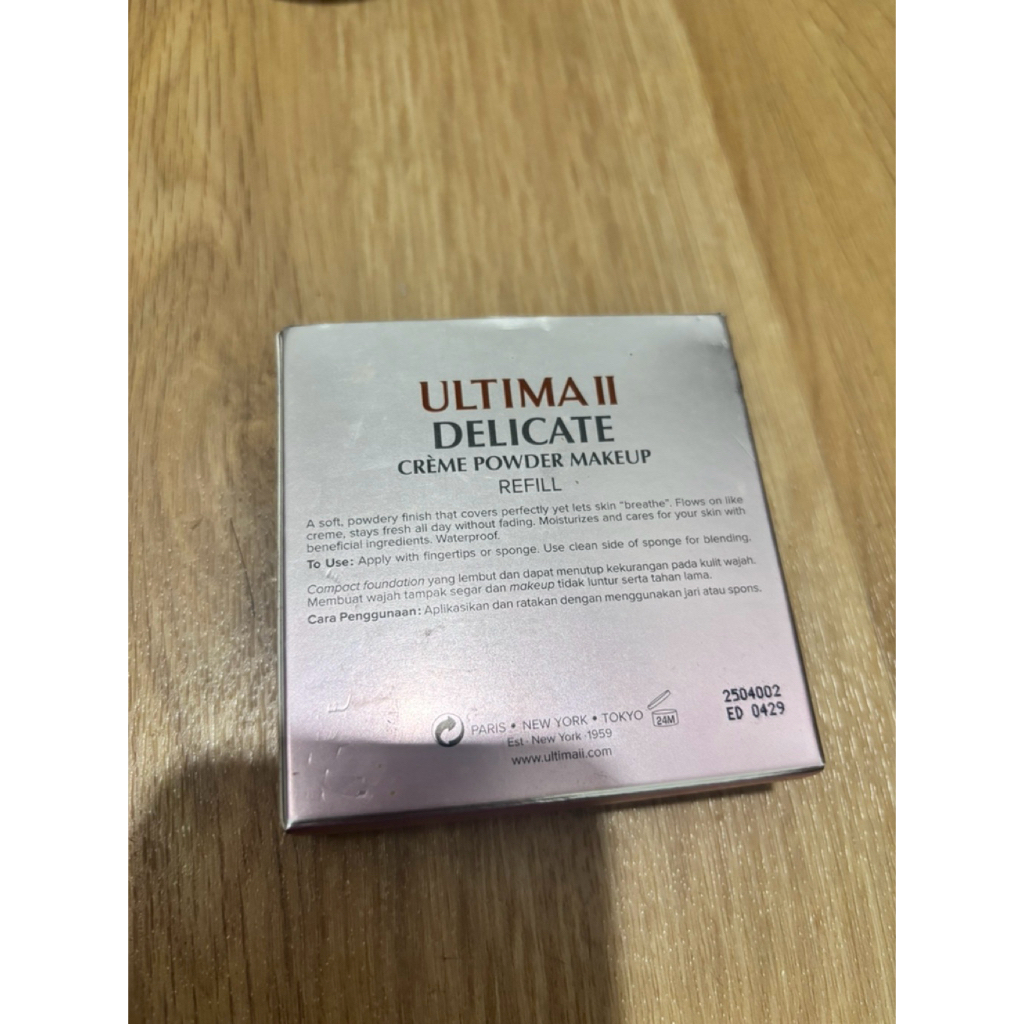 ULTIMA II
DELICATE
CRÈME POWDER MAKEUP
REFILL
A soft, powdery finish that covers perfectly yet lets skin "breathe". Flows on like
creme, stays fresh all day without fading. Moisturizes and cares for your skin with
beneficial ingredients. Waterproof.
To Use: Apply with fingertips or sponge. Use clean side of sponge for blending.
Compact foundation yang lembut dan dapat menutup kekurangan pada kulit wajah.
Membuat wajah tampak segar dan makeup tidak luntur serta tahan lama.
Cara Penggunaan: Aplikasikan dan ratakan dengan menggunakan jari atau spons.
PARIS • NEW YORK • TOKYO
Est · New York · 1959
www.ultimaii.com
24M
2504002
ED 0429